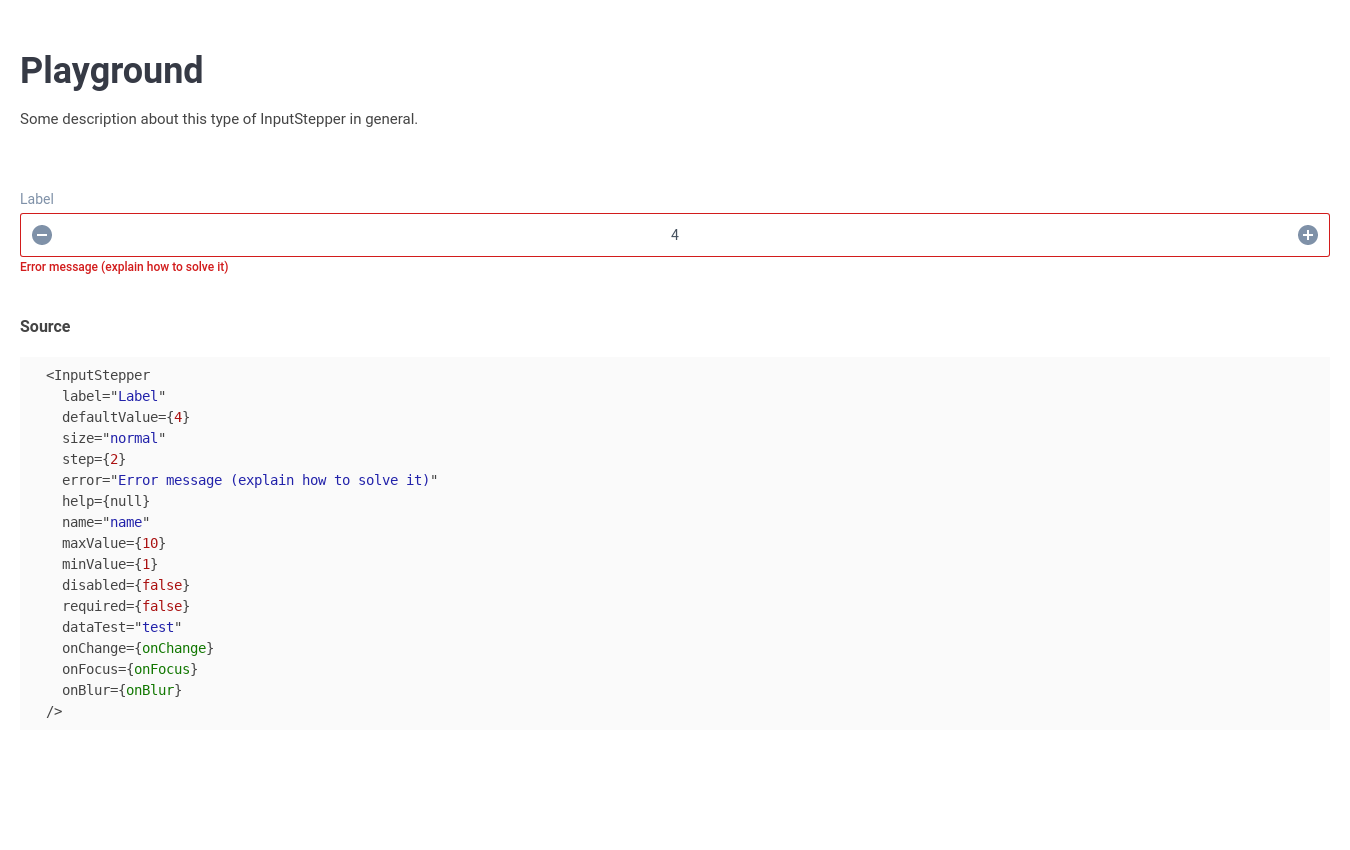 Playground
Some description about this type of InputStepper in general.
Label
4
Error message (explain how to solve it)
Source
<InputStepper
  label="Label"
  defaultValue={4}
  size="normal"
  step={2}
  error="Error message (explain how to solve it)"
  help={null}
  name="name"
  maxValue={10}
  minValue={1}
  disabled={false}
  required={false}
  dataTest="test"
  onChange={onChange}
  onFocus={onFocus}
  onBlur={onBlur}
/>